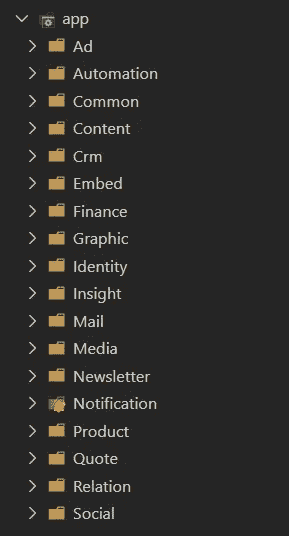 app
Ad
Automation
Common
Content
Crm
Embed
Finance
Graphic
Identity
Insight
Mail
Media
Newsletter
Notification
Product
Quote
Relation
Social